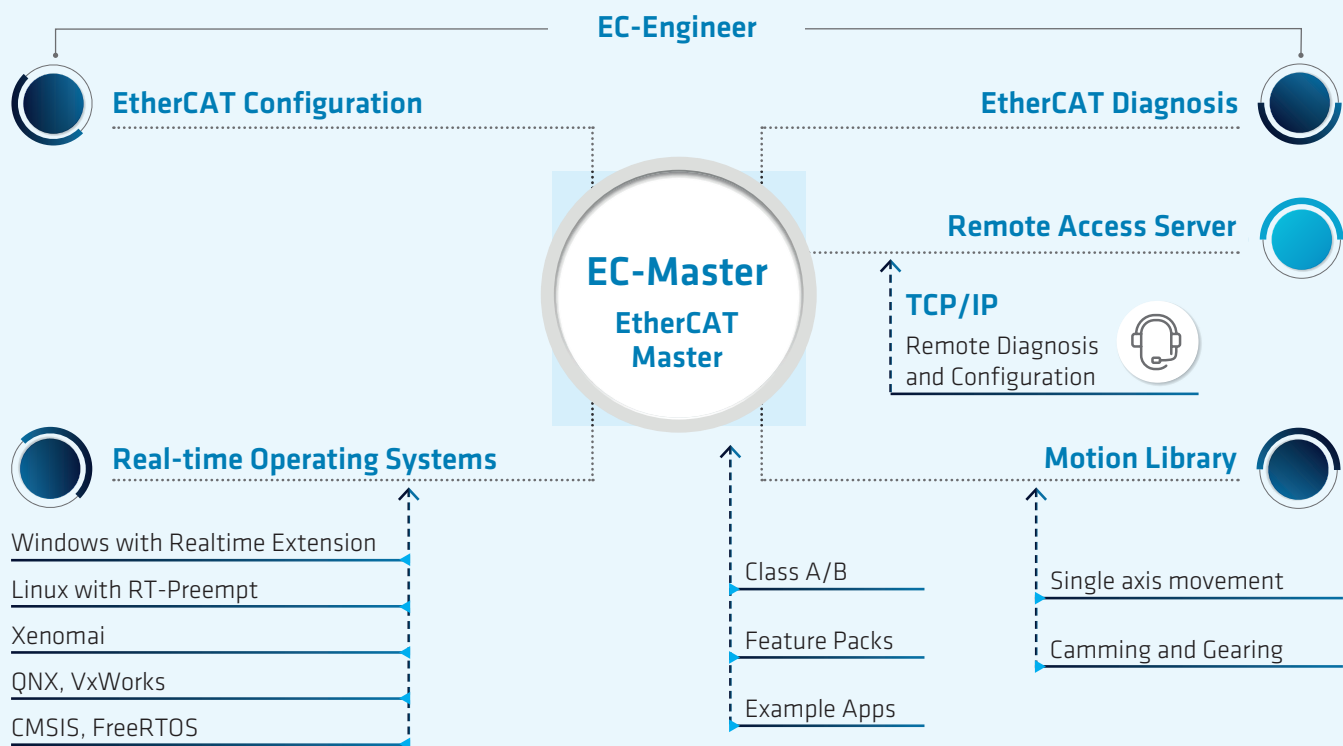 EC-Engineer
EtherCAT Configuration
EtherCAT Diagnosis
Remote Access Server
EC-Master
EtherCAT
Master
TCP/IP
Remote Diagnosis
and Configuration
Real-time Operating Systems
Windows with Realtime Extension
Linux with RT-Preempt
Xenomai
QNX, VxWorks
CMSIS, FreeRTOS
Class A/B
Feature Packs
Example Apps
Motion Library
Single axis movement
Camming and Gearing